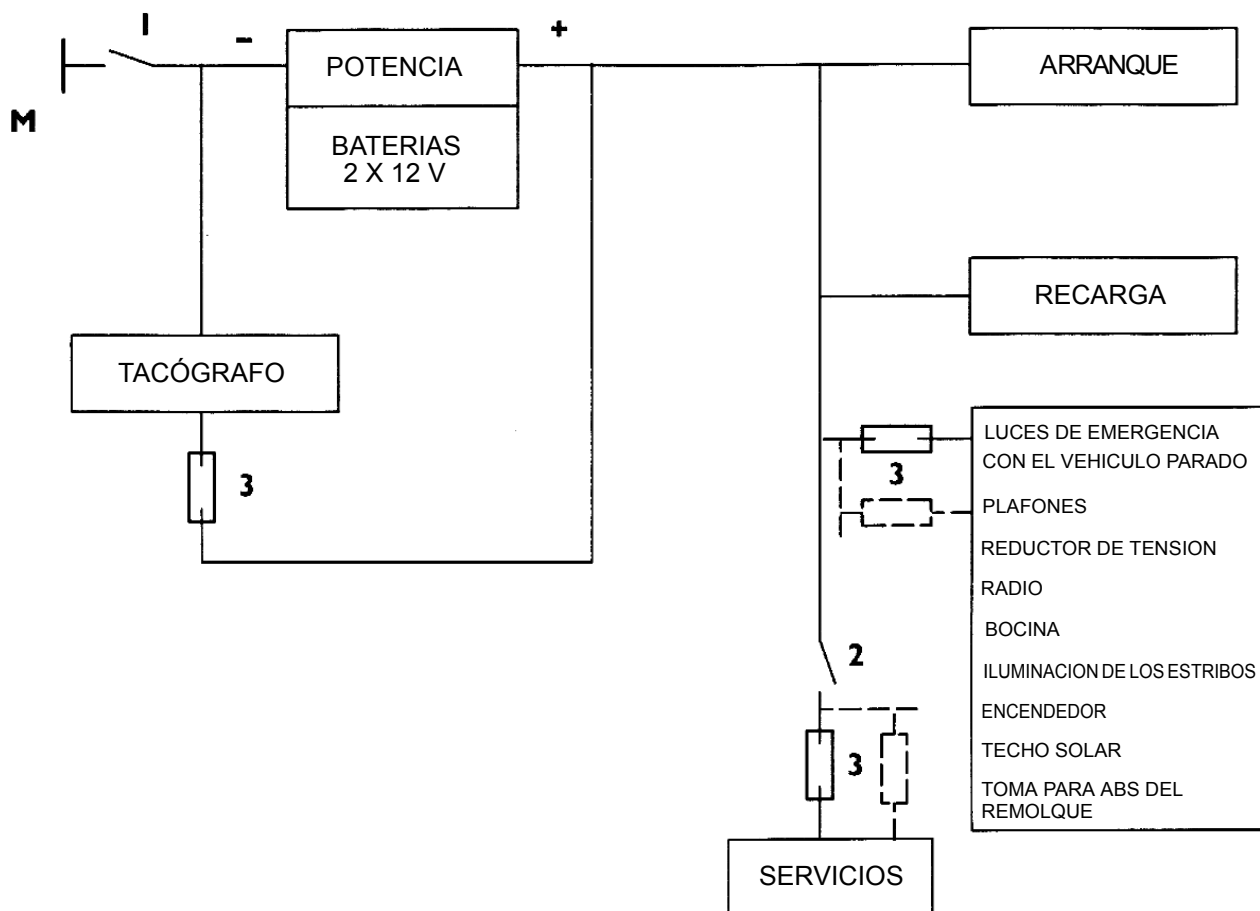 I
-
+
M
POTENCIA
BATERIAS
2 X 12 V
ARRANQUE
RECARGA
TACÓGRAFO
3
LUCES DE EMERGENCIA
CON EL VEHICULO PARADO
3
PLAFONES
REDUCTOR DE TENSION
RADIO
BOCINA
ILUMINACION DE LOS ESTRIBOS
ENCENDEDOR
TECHO SOLAR
TOMA PARA ABS DEL
REMOLQUE
2
3
SERVICIOS